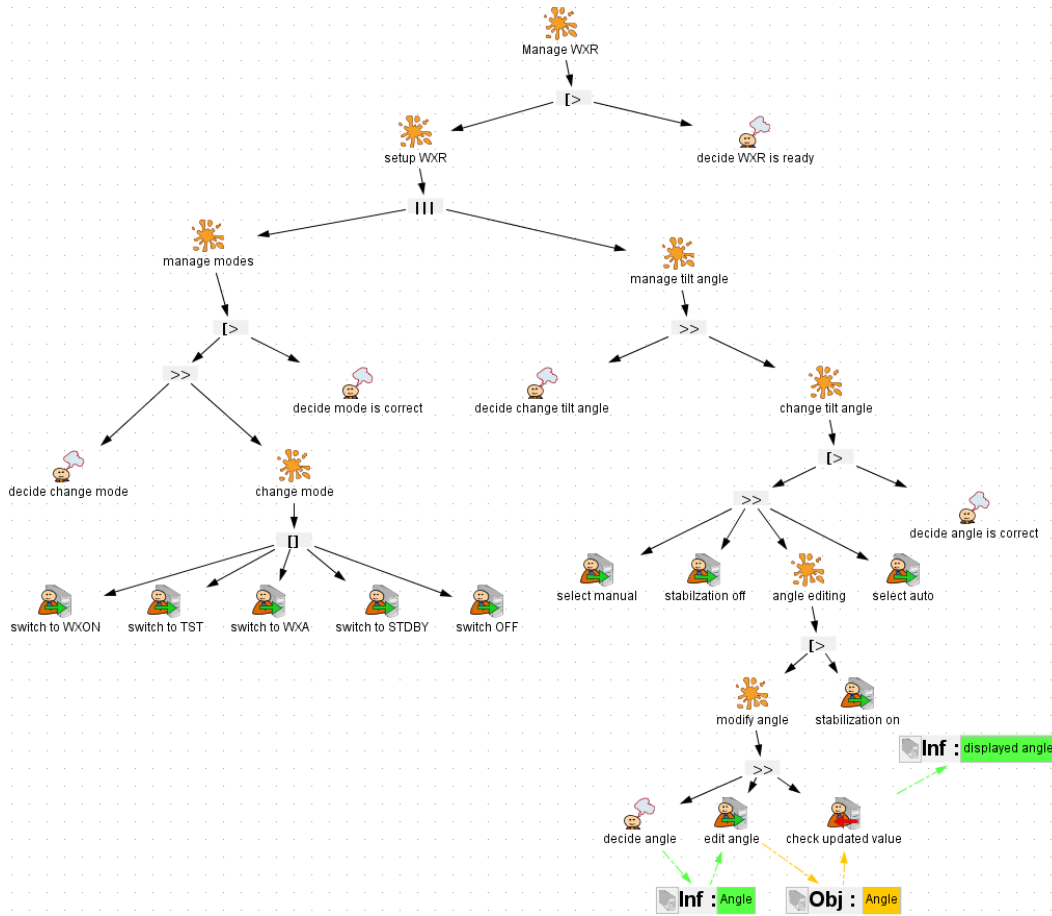 Manage WXR
[>
setup WXR
decide WXR is ready
|||
manage modes
manage tilt angle
[>
>>
>>
decide mode is correct
decide change tilt angle
change tilt angle
[>
decide change mode
change mode
>>
decide angle is correct
[]
select manual
stabilzation off
angle editing
select auto
switch to WXON
switch to TST
switch to WXA
switch to STDBY
switch OFF
[>
modify angle
stabilization on
Inf : displayed angle
>>
decide angle
edit angle
check updated value
Inf : Angle
Obj : Angle